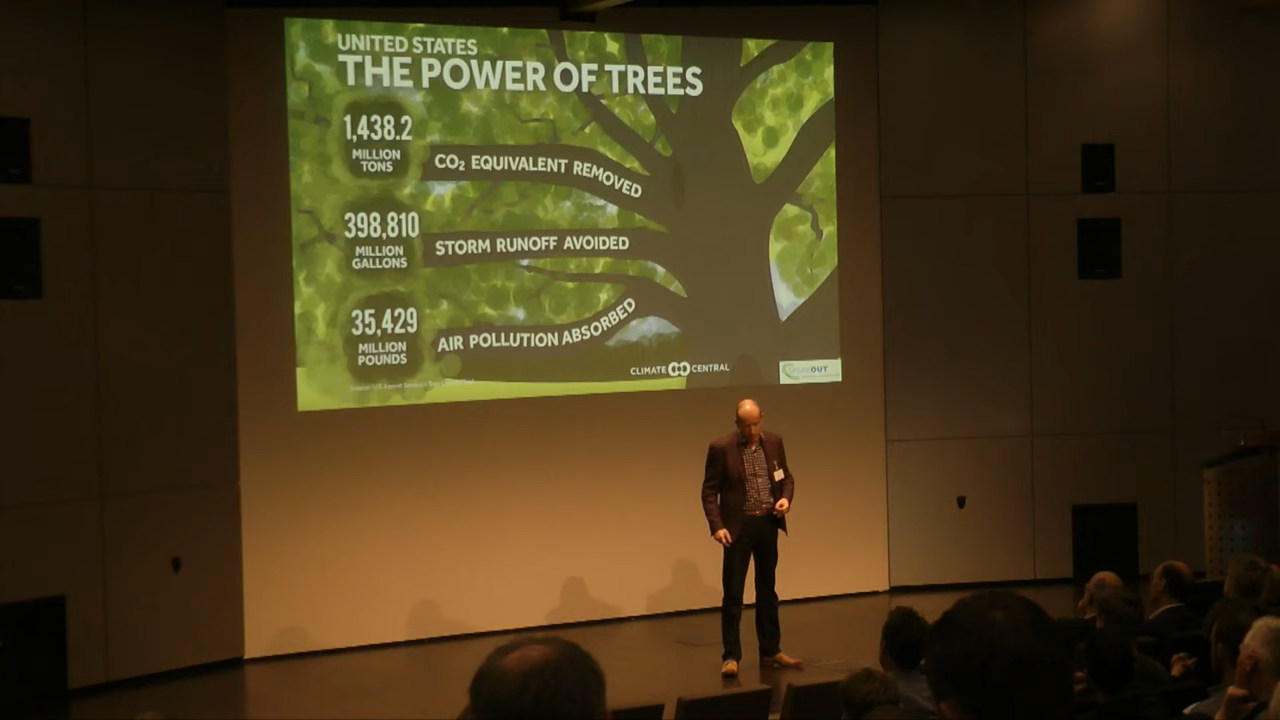 UNITED STATES
THE POWER OF TREES
1,438.2
MILLION
TONS
CO₂ EQUIVALENT REMOVED
398,810
MILLION
GALLONS
STORM RUNOFF AVOIDED
35,429
MILLION
POUNDS
AIR POLLUTION ABSORBED
CLIMATE CENTRAL